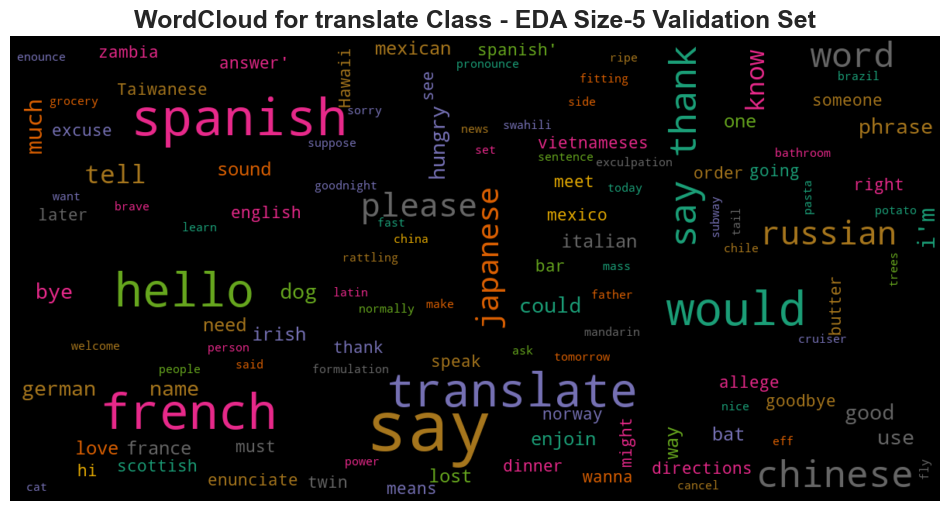 WordCloud for translate Class - EDA Size-5 Validation Set
enounce
zambia
answer'
Hawaii
mexican
spanish'
pronounce
ripe
thank
know
word
brazil
grocery
Taiwanese
see
fitting
someone
much
excuse
spanish
sorry
suppose
hungry
news
swahili
side
one
phrase
set
vietnameses
sentence
exculpation
bathroom
tell
sound
goodnight
meet
today
order
going
right
want
brave
later
learn
english
please
fast
china
japanese
mexico
italian
say
subway
tail
pasta
potato
i'm
chile
russian
rattling
bar
mass
trees
bye
hello
dog
latin
normally
make
could
father
would
butter
need
irish
mandarin
cruiser
welcome
person
thank
ask
tomorrow
people
said
formulation
speak
german
name
translate
allege
nice
goodbye
french
say
norway
good
love
france
must
enjoin
might
way
bat
eff
use
hi
scottish
power
lost
dinner
wanna
directions
chinese
fly
cat
enunciate
twin
means
cancel